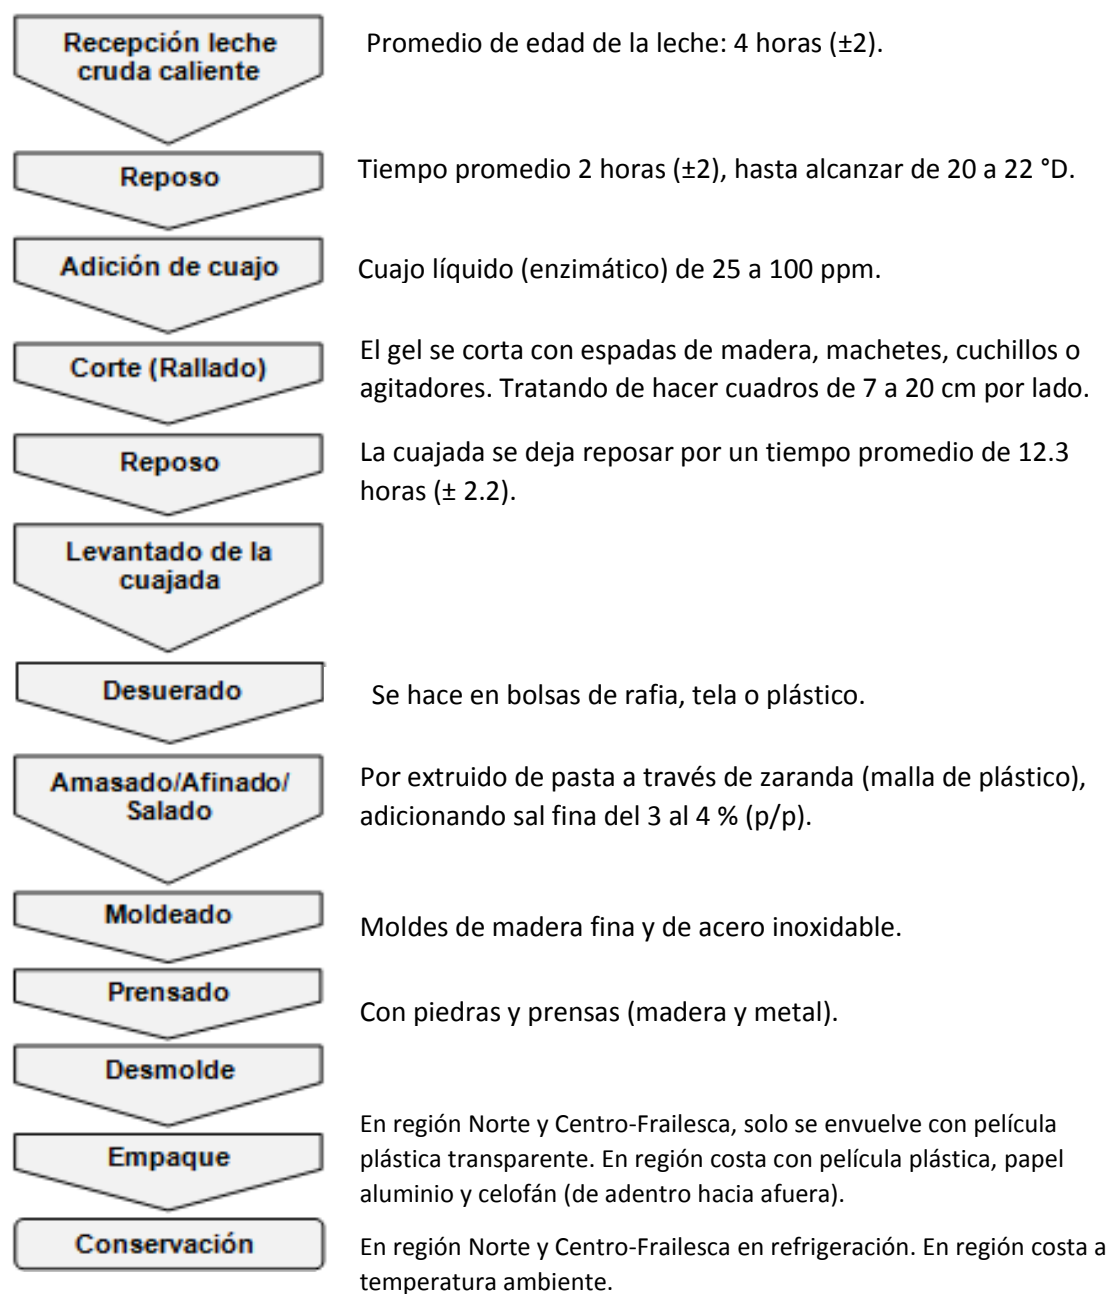 Recepción leche
cruda caliente
Promedio de edad de la leche: 4 horas (±2).
Reposo
Tiempo promedio 2 horas (±2), hasta alcanzar de 20 a 22 °D.
Adición de cuajo
Cuajo líquido (enzimático) de 25 a 100 ppm.
Corte (Rallado)
El gel se corta con espadas de madera, machetes, cuchillos o
agitadores. Tratando de hacer cuadros de 7 a 20 cm por lado.
Reposo
La cuajada se deja reposar por un tiempo promedio de 12.3
horas (± 2.2).
Levantado de la
cuajada
Desuerado
Se hace en bolsas de rafia, tela o plástico.
Amasado/Afinado/
Salado
Por extruido de pasta a través de zaranda (malla de plástico),
adicionando sal fina del 3 al 4 % (p/p).
Moldeado
Moldes de madera fina y de acero inoxidable.
Prensado
Con piedras y prensas (madera y metal).
Desmolde
Empaque
En región Norte y Centro-Frailesca, solo se envuelve con película
plástica transparente. En región costa con película plástica, papel
aluminio y celofán (de adentro hacia afuera).
Conservación
En región Norte y Centro-Frailesca en refrigeración. En región costa a
temperatura ambiente.